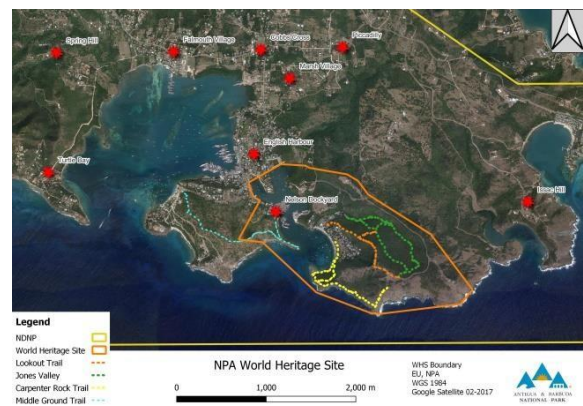 Spring Hill
Falmouth Village
Cobbs Cross
Piccadilly
Marsh Village
English Harbour
Turtle Bay
Nelson Dockyard
Isaac Hill
Legend
NDNP
World Heritage Site
Lookout Trail
Jones Valley
Carpenter Rock Trail
Middle Ground Trail
NPA World Heritage Site
0 1,000 2,000 m
WHS Boundary
EU, NPA
WGS 1984
Google Satellite 02-2017
ANTIGUA & BARBUDA
NATIONAL PARK